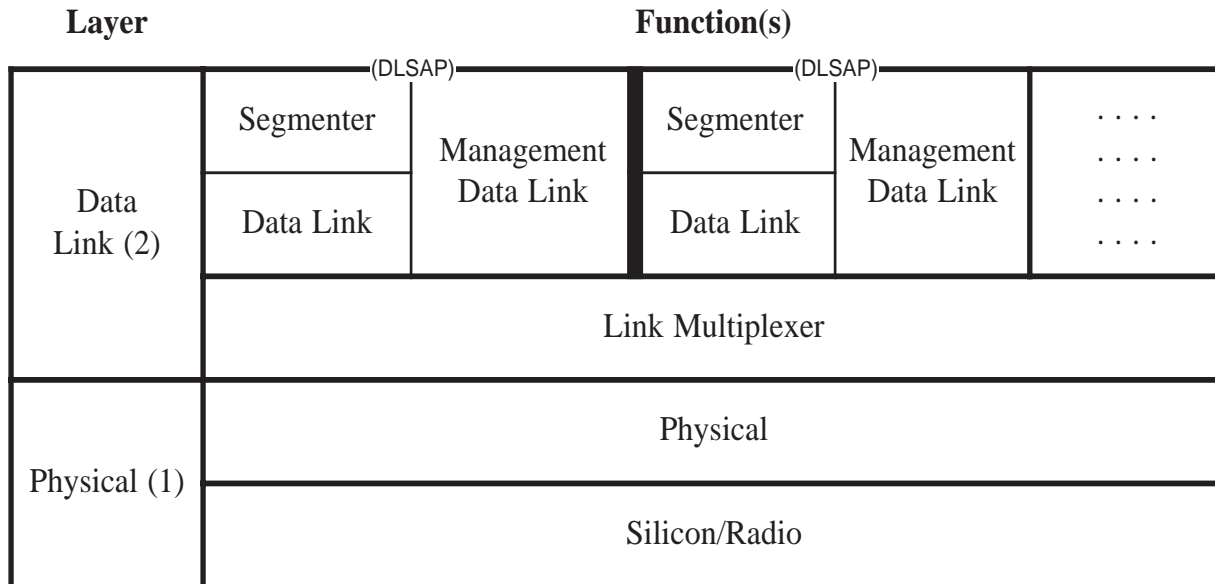 Layer Function(s)
(DLSAP) (DLSAP)
Segmenter Segmenter . . . .
Management Management . . . .
Data Link Data Link
Data . . . .
Link (2) Data Link Data Link . . . .
Link Multiplexer
Physical
Physical (1)
Silicon/Radio